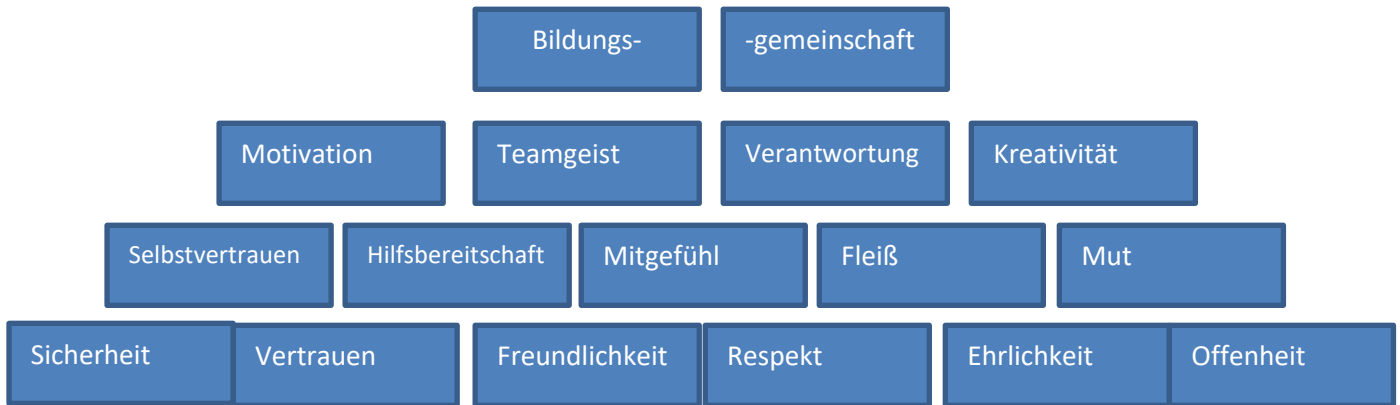 Bildungs- -gemeinschaft
Motivation Teamgeist Verantwortung Kreativität
Selbstvertrauen Hilfsbereitschaft Mitgefühl Fleiß Mut
Sicherheit Vertrauen Freundlichkeit Respekt Ehrlichkeit Offenheit